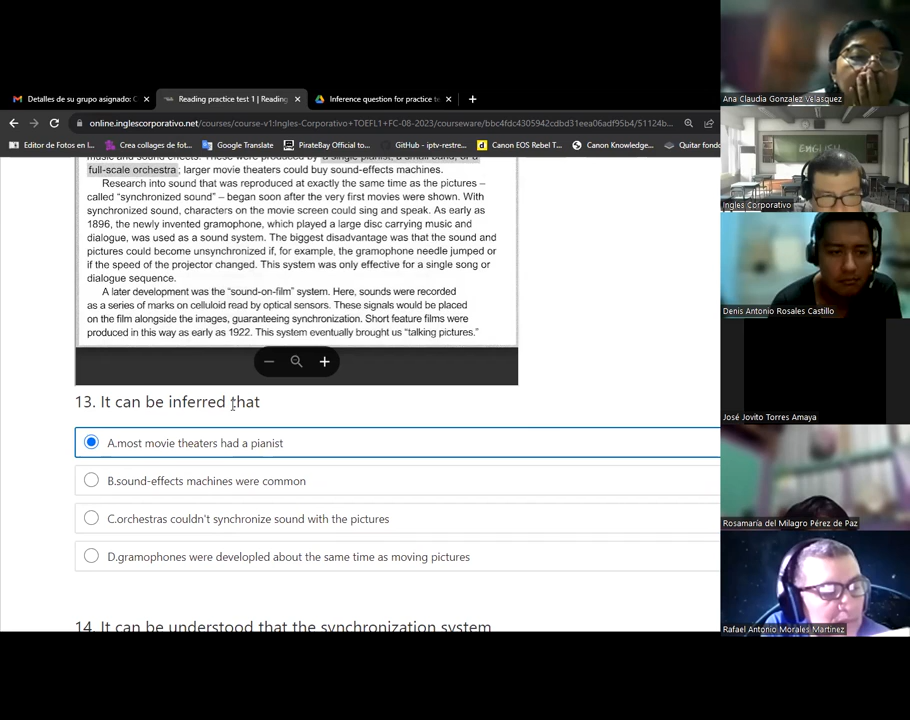 Detalles de su grupo asignado: C
Reading practice test 1 | Reading
Inference question for practice te
online.inglescorporativo.net/courses/course-v1:Ingles-Corporativo+TOEFL1+FC-08-2023/courseware/bbc4fdc4305942cdbd31eea06adf95b4/51124b...
Editor de Fotos en l...
Crea collages de fot...
Google Translate
PirateBay Official to...
GitHub - iptv-restre...
Canon EOS Rebel T...
Canon Knowledge...
Quitar fondo
music and sound effects. These were produced by a single pianist, a small band, or a
full-scale orchestra; larger movie theaters could buy sound-effects machines.
Research into sound that was reproduced at exactly the same time as the pictures –
called "synchronized sound" – began soon after the very first movies were shown. With
synchronized sound, characters on the movie screen could sing and speak. As early as
1896, the newly invented gramophone, which played a large disc carrying music and
dialogue, was used as a sound system. The biggest disadvantage was that the sound and
pictures could become unsynchronized if, for example, the gramophone needle jumped or
if the speed of the projector changed. This system was only effective for a single song or
dialogue sequence.
A later development was the "sound-on-film" system. Here, sounds were recorded
as a series of marks on celluloid read by optical sensors. These signals would be placed
on the film alongside the images, guaranteeing synchronization. Short feature films were
produced in this way as early as 1922. This system eventually brought us "talking pictures."
13. It can be inferred that
A.most movie theaters had a pianist
B.sound-effects machines were common
C.orchestras couldn't synchronize sound with the pictures
D.gramophones were developled about the same time as moving pictures
14. It can be understood that the synchronization system
Ana Claudia Gonzalez Velasquez
Ingles Corporativo
Denis Antonio Rosales Castillo
José Jovito Torres Amaya
Rosamaría del Milagro Pérez de Paz
Rafael Antonio Morales Martinez